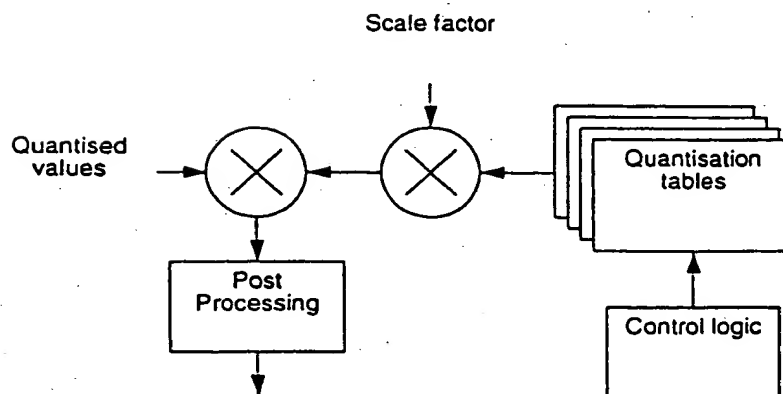 Scale factor
Quantised
values
Quantisation
tables
Post
Processing
Control logic